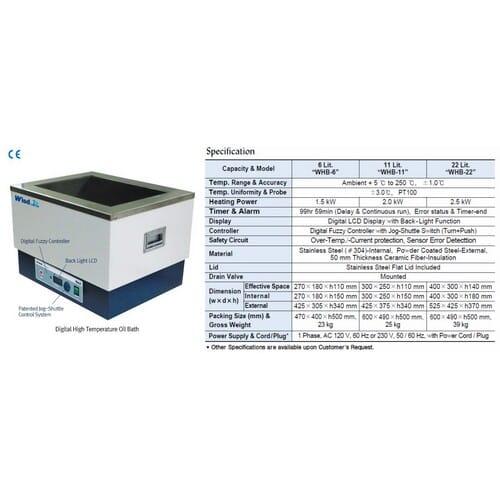 CE
Wisd
Digital Fuzzy Controller
Back Light LCD
Patented Jog-Shuttle
Control System
Digital High Temperature Oil Bath
Specification
Capacity & Model 6 Lit. "WHB-6" 11 Lit. "WHB-11" 22 Lit. "WHB-22"
Temp. Range & Accuracy Ambient + 5 ℃ to 250 ℃, ±1.0℃
Temp. Uniformity & Probe ±3.0℃, PT100
Heating Power 1.5 kW 2.0 kW 2.5 kW
Timer & Alarm 99hr 59min (Delay & Continuous run), Error status & Timer-end
Display Digital LCD Display with Back-Light Function
Controller Digital Fuzzy Controller with Jog-Shuttle Switch (Turn+Push)
Safety Circuit Over-Temp./-Current protection, Sensor Error Detection
Material Stainless Steel (#304)-Internal, Powder Coated Steel-External,
50 mm Thickness Ceramic Fiber-Insulation
Lid Stainless Steel Flat Lid Included
Drain Valve Mounted
Dimension (w×d×h) Effective Space 270×180×h110 mm 300×250×h110 mm 400×300×h140 mm
Internal 270×180×h150 mm 300×250×h150 mm 400×300×h180 mm
External 425×305×h340 mm 425×375×h340 mm 525×425×h370 mm
Packing Size (mm) & Gross Weight 470×400×h500 mm, 23 kg 600×490×h500 mm, 25 kg 600×490×h500 mm, 39 kg
Power Supply & Cord/Plug* 1 Phase, AC 120 V, 60 Hz or 230 V, 50/60 Hz, with Power Cord / Plug
• Other Specifications are available upon Customer's Request.